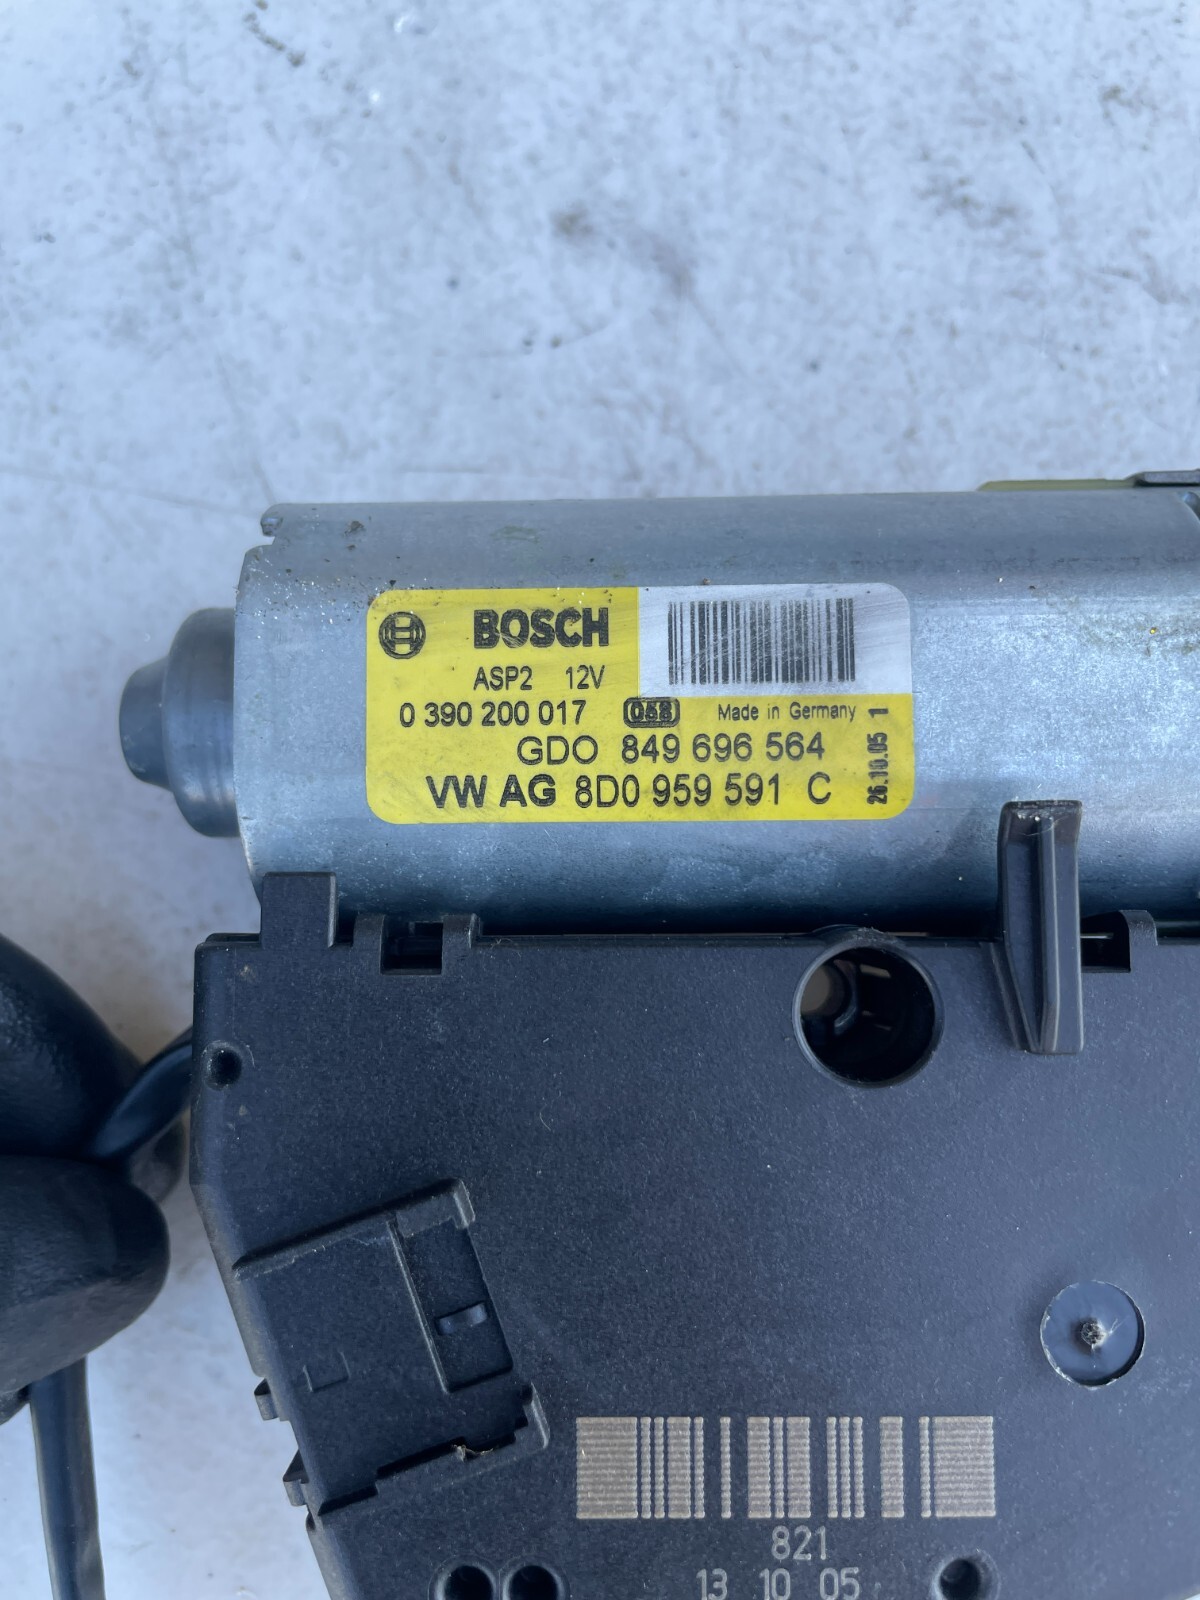 BOSCH
ASP2 12V
0 390 200 017 Made in Germany
GDO 849 696 564
VW AG 8D0 959 591 C
26.10.05 1
821
13 10 05